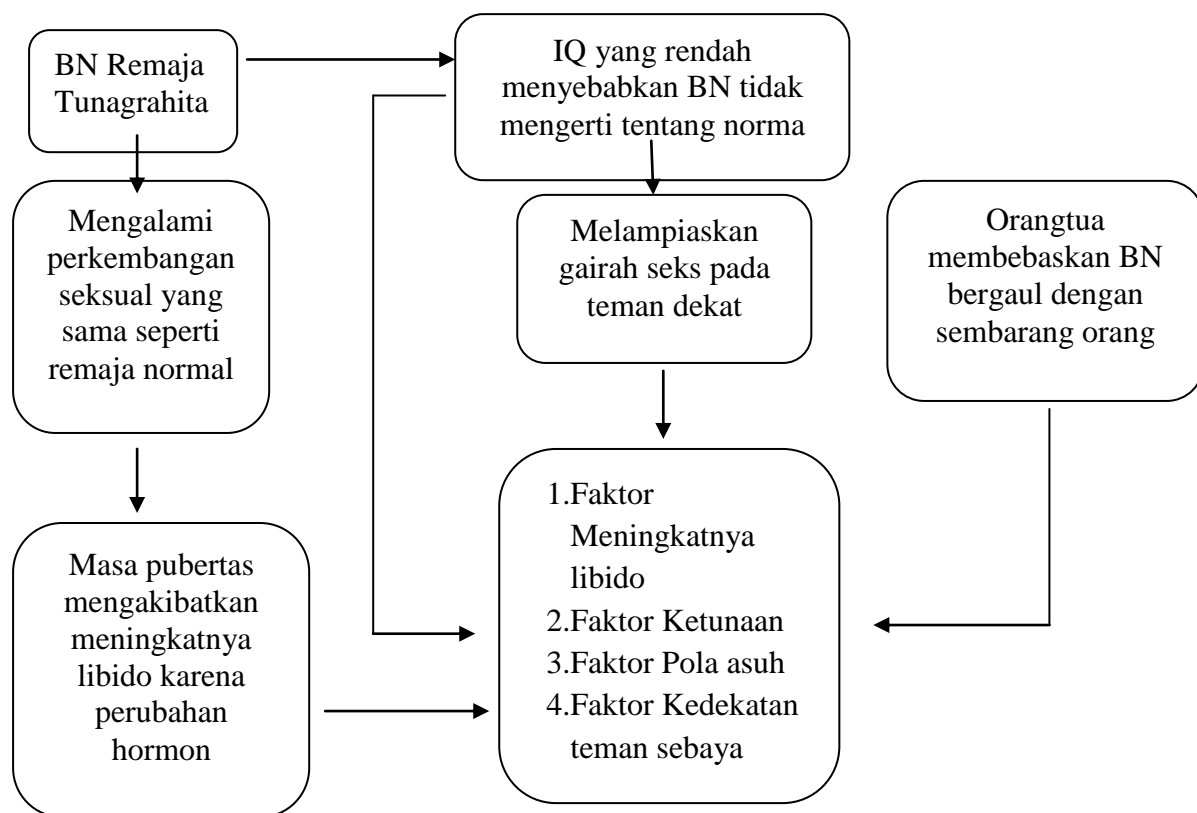 BN Remaja
Tunagrahita
IQ yang rendah
menyebabkan BN tidak
mengerti tentang norma
Mengalami
perkembangan
seksual yang
sama seperti
remaja normal
Melampiaskan
gairah seks pada
teman dekat
Orangtua
membebaskan BN
bergaul dengan
sembarang orang
Masa pubertas
mengakibatkan
meningkatnya
libido karena
perubahan
hormon
1.Faktor
Meningkatnya
libido
2.Faktor Ketunaan
3.Faktor Pola asuh
4.Faktor Kedekatan
teman sebaya